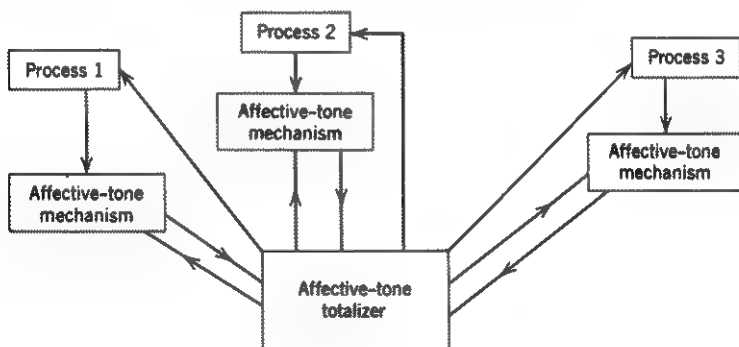 Process 1
Process 2
Process 3
Affective-tone
mechanism
Affective-tone
mechanism
Affective-tone
mechanism
Affective-tone
totalizer